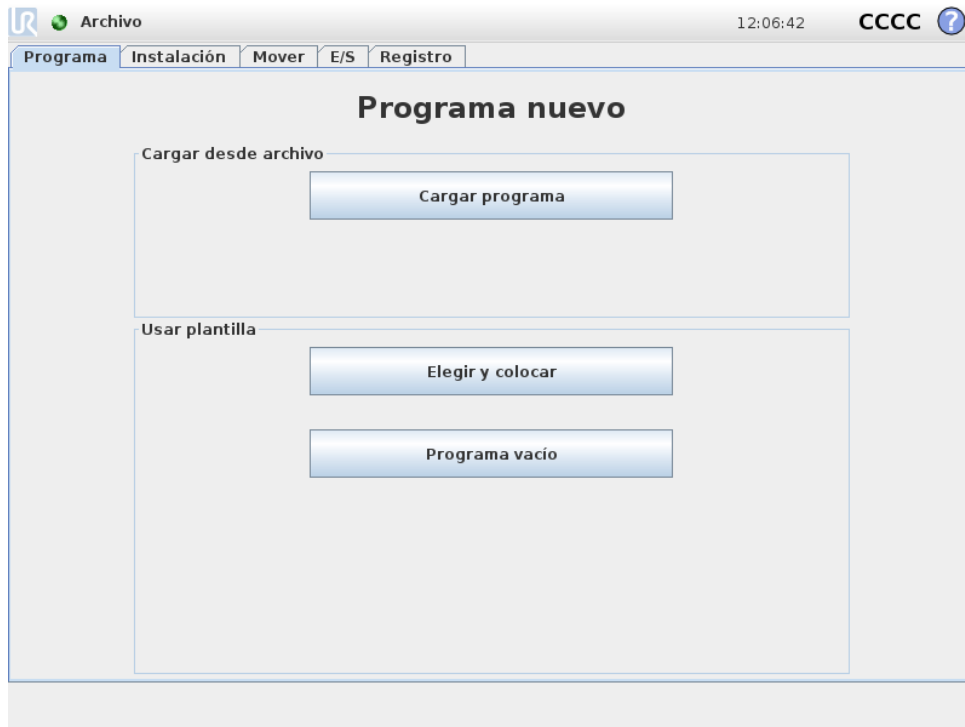 UR Archivo 12:06:42 CCCC ?
Programa Instalación Mover E/S Registro
Programa nuevo
Cargar desde archivo
Cargar programa
Usar plantilla
Elegir y colocar
Programa vacío